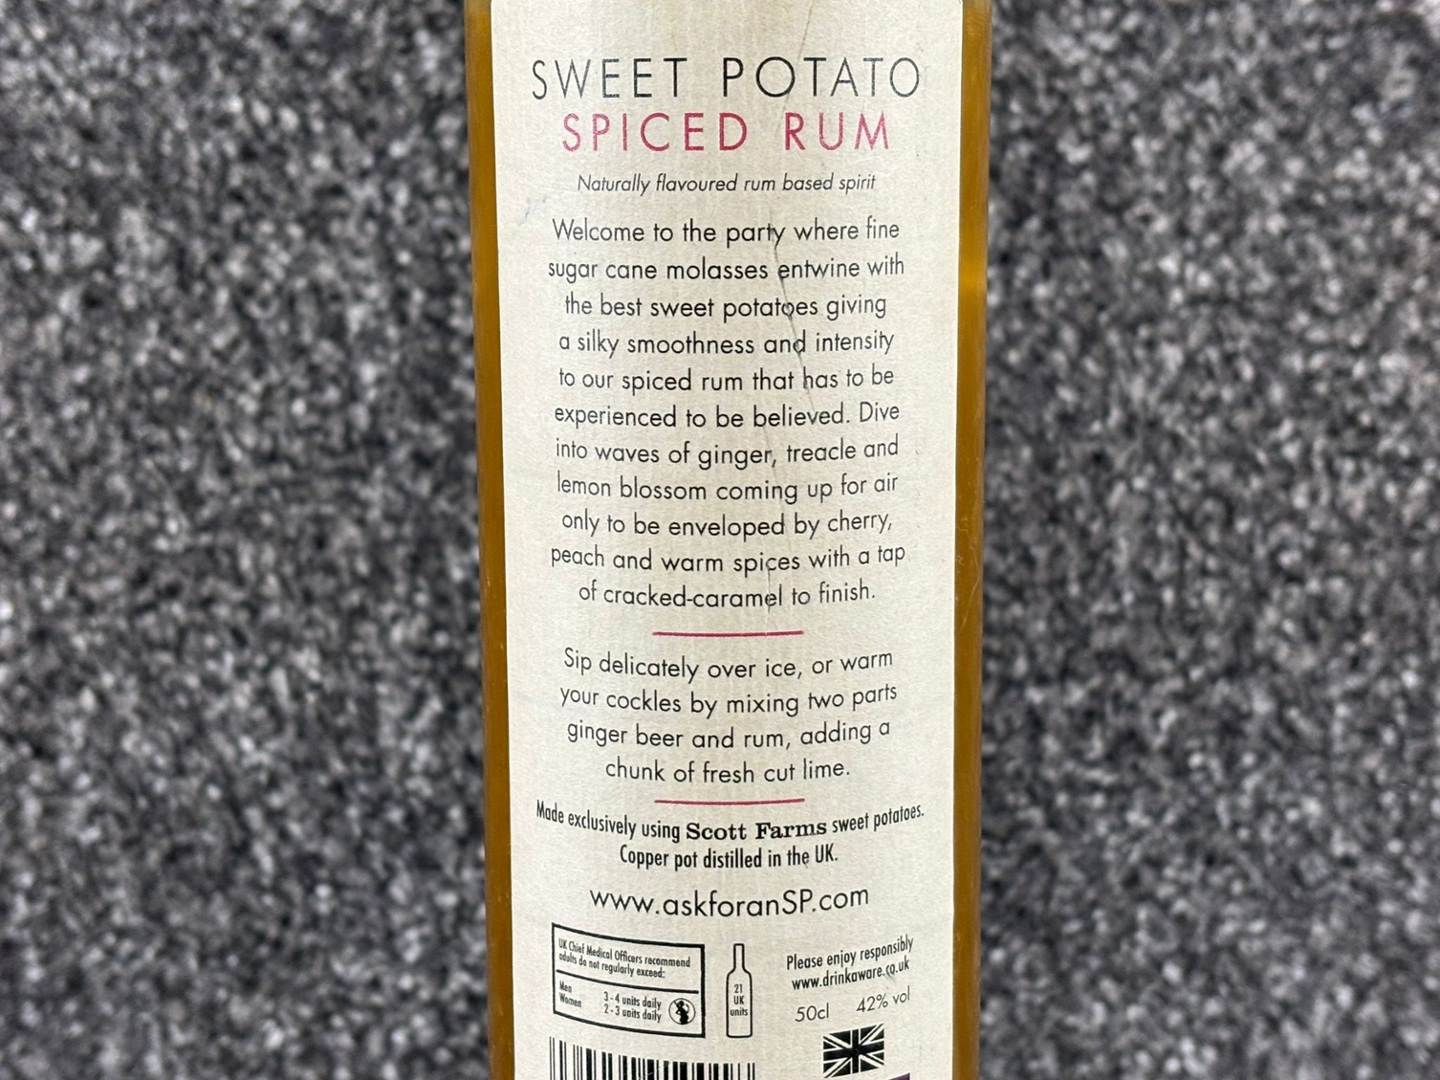 SWEET POTATO
SPICED RUM
Naturally flavoured rum based spirit
Welcome to the party where fine
sugar cane molasses entwine with
the best sweet potatoes giving
a silky smoothness and intensity
to our spiced rum that has to be
experienced to be believed. Dive
into waves of ginger, treacle and
lemon blossom coming up for air
only to be enveloped by cherry,
peach and warm spices with a tap
of cracked-caramel to finish.
Sip delicately over ice, or warm
your cockles by mixing two parts
ginger beer and rum, adding a
chunk of fresh cut lime.
Made exclusively using Scott Farms sweet potatoes.
Copper pot distilled in the UK.
www.askforanSP.com
UK Chief Medical Officers recommend
adults do not regularly exceed:
Men 3-4 units daily
Women 2-3 units daily
21
UK
units
Please enjoy responsibly
www.drinkaware.co.uk
50cl 42% vol